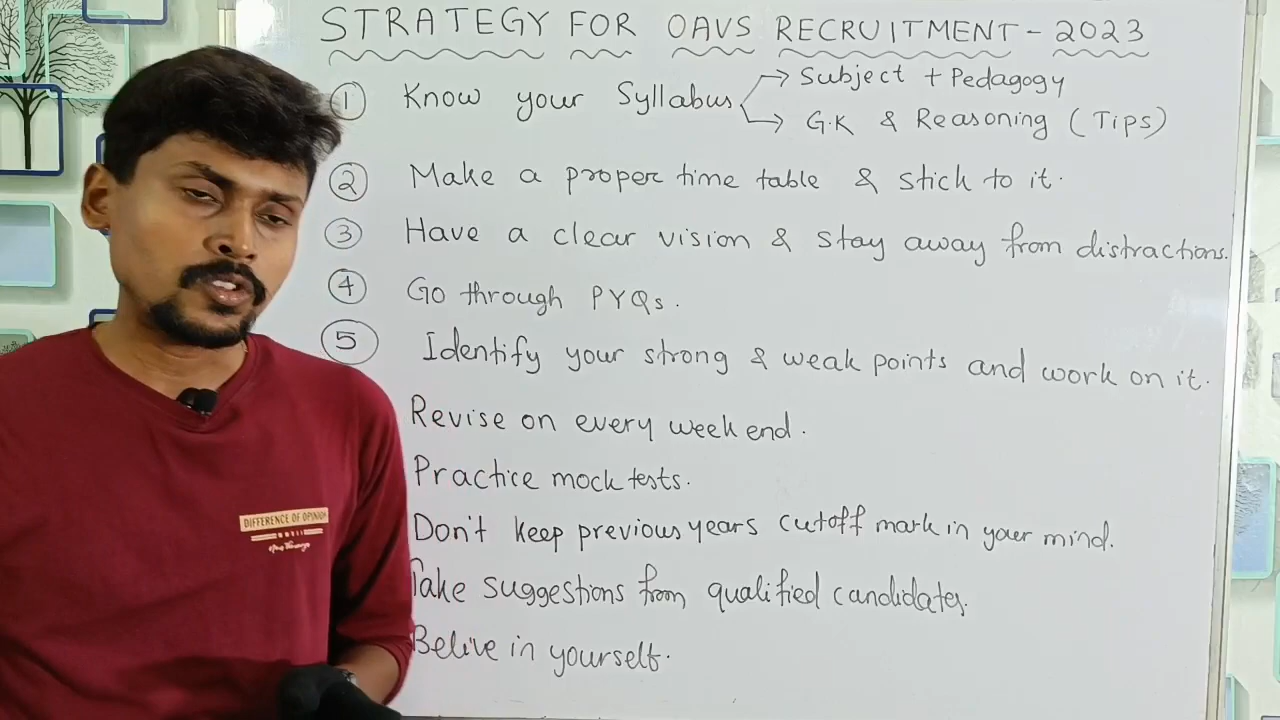 STRATEGY FOR OAVS RECRUITMENT - 2023
① Know your Syllabus → Subject + Pedagogy
→ G.K & Reasoning (Tips)
② Make a proper time table & stick to it.
③ Have a clear vision & stay away from distractions.
④ Go through PYQs.
⑤ Identify your strong & weak points and work on it.
Revise on every week end.
Practice mock tests.
Don't keep previous years cutoff mark in your mind.
Take suggestions from qualified candidates.
Belive in yourself.
DIFFERENCE OF OPINION